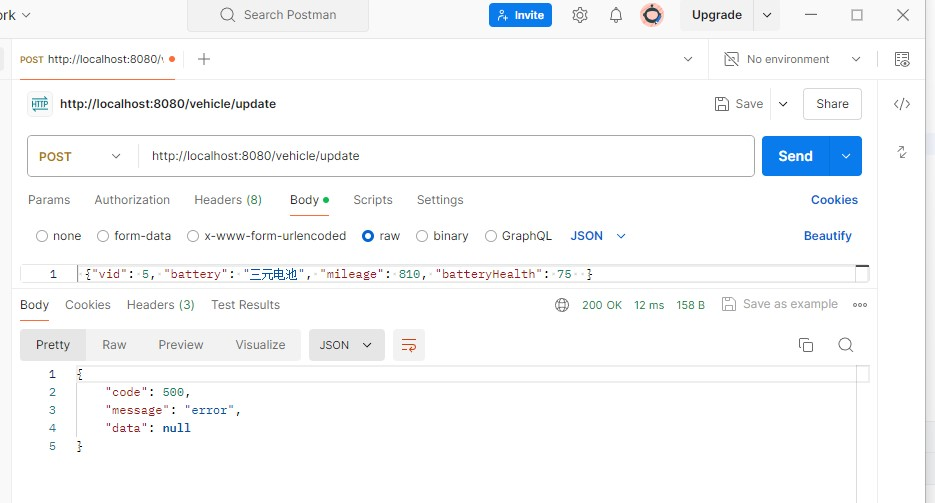 ork Search Postman Invite Upgrade
POST http://localhost:8080/v No environment
HTTP http://localhost:8080/vehicle/update Save Share
POST http://localhost:8080/vehicle/update Send
Params Authorization Headers (8) Body Scripts Settings Cookies
none form-data x-www-form-urlencoded raw binary GraphQL JSON Beautify
1 {"vid": 5, "battery": "三元电池", "mileage": 810, "batteryHealth": 75 }
Body Cookies Headers (3) Test Results 200 OK 12 ms 158 B Save as example
Pretty Raw Preview Visualize JSON
1 {
2 "code": 500,
3 "message": "error",
4 "data": null
5 }